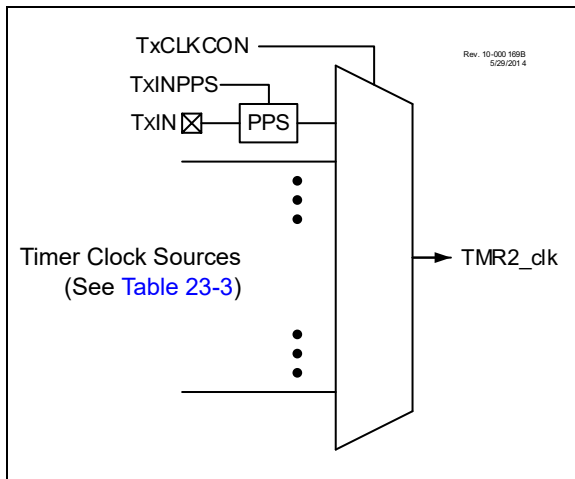 TxCLKCON
Rev. 10-000 169B
5/29/2014
TxINPPS
TxIN
PPS
Timer Clock Sources
(See Table 23-3)
TMR2_clk